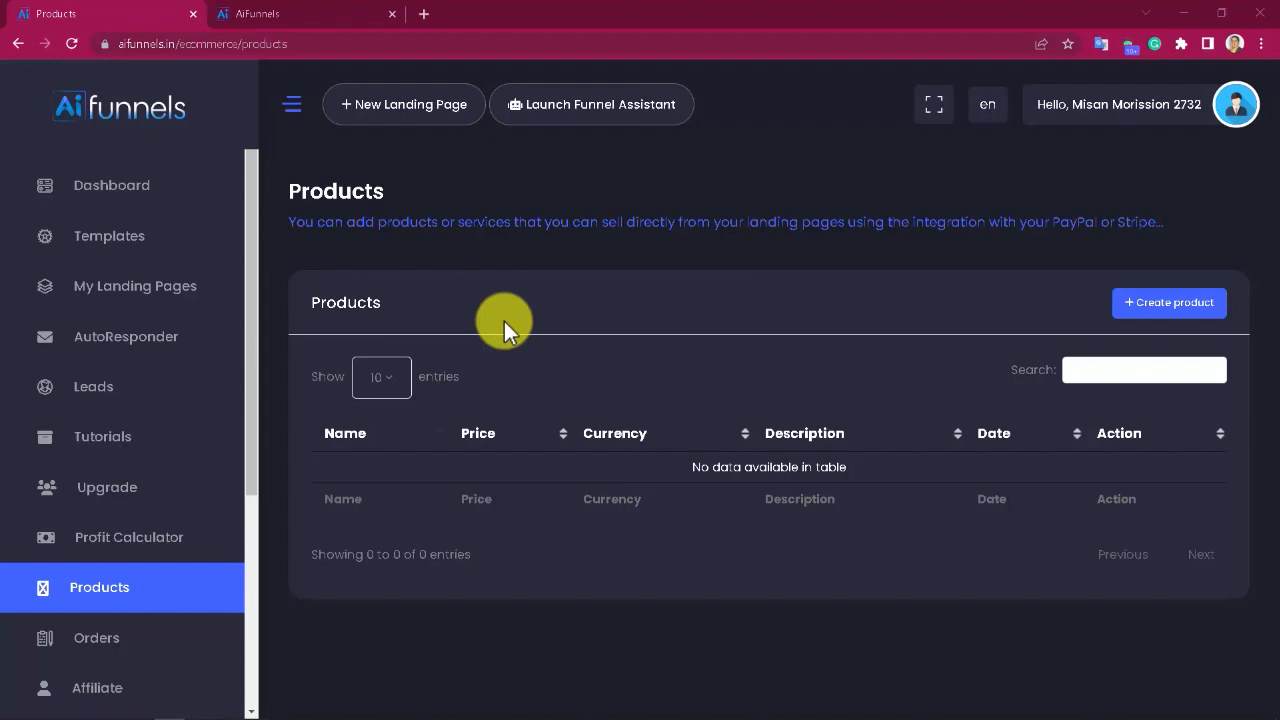 Products
AiFunnels
aifunnels.in/ecommerce/products
10+
Aifunnels
+ New Landing Page
Launch Funnel Assistant
en
Hello, Misan Morission 2732
Dashboard
Templates
My Landing Pages
AutoResponder
Leads
Tutorials
Upgrade
Profit Calculator
Products
Orders
Affiliate
Products
You can add products or services that you can sell directly from your landing pages using the integration with your PayPal or Stripe...
Products
+ Create product
Show 10 entries
Search:
Name Price Currency Description Date Action
No data available in table
Name Price Currency Description Date Action
Showing 0 to 0 of 0 entries
Previous Next